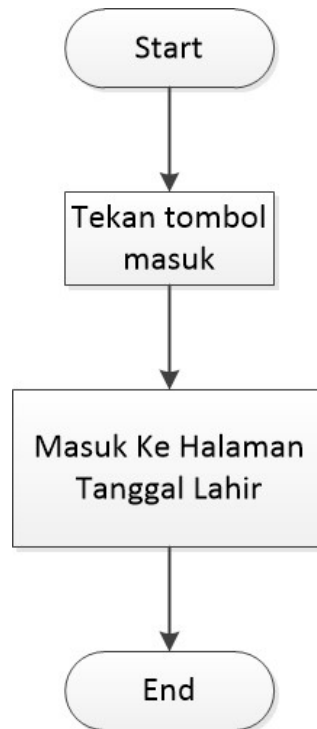 Start
Tekan tombol
masuk
Masuk Ke Halaman
Tanggal Lahir
End